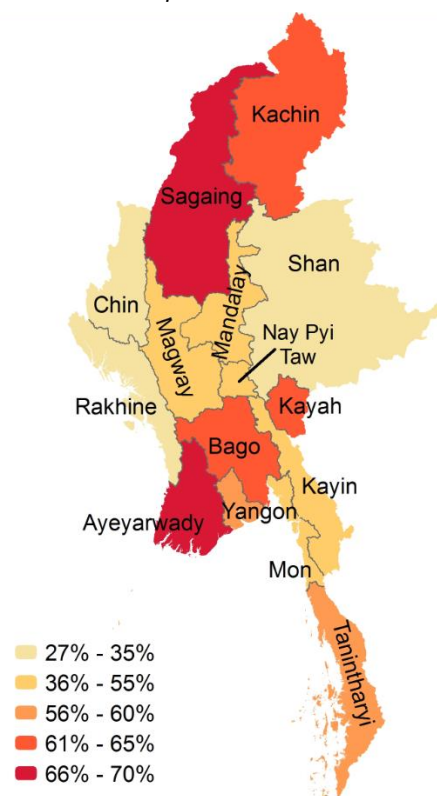 Kachin
Sagaing
Shan
Chin
Mandalay
Magway
Nay Pyi
Taw
Rakhine
Kayah
Bago
Kayin
Ayeyarwady
Yangon
Mon
Tanintharyi
27% - 35%
36% - 55%
56% - 60%
61% - 65%
66% - 70%